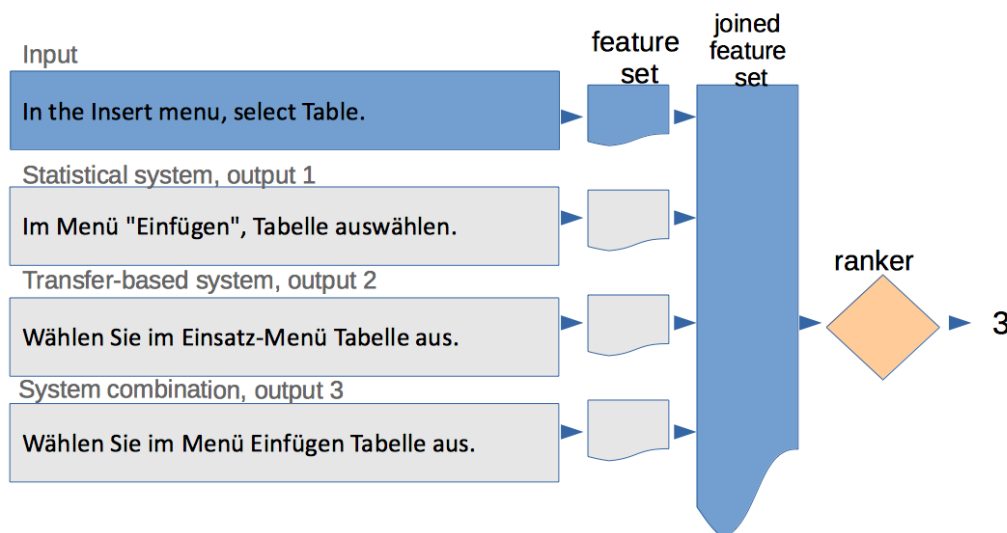 Input
In the Insert menu, select Table.
feature
set
joined
feature
set
Statistical system, output 1
Im Menü "Einfügen", Tabelle auswählen.
Transfer-based system, output 2
Wählen Sie im Einsatz-Menü Tabelle aus.
System combination, output 3
Wählen Sie im Menü Einfügen Tabelle aus.
ranker
3